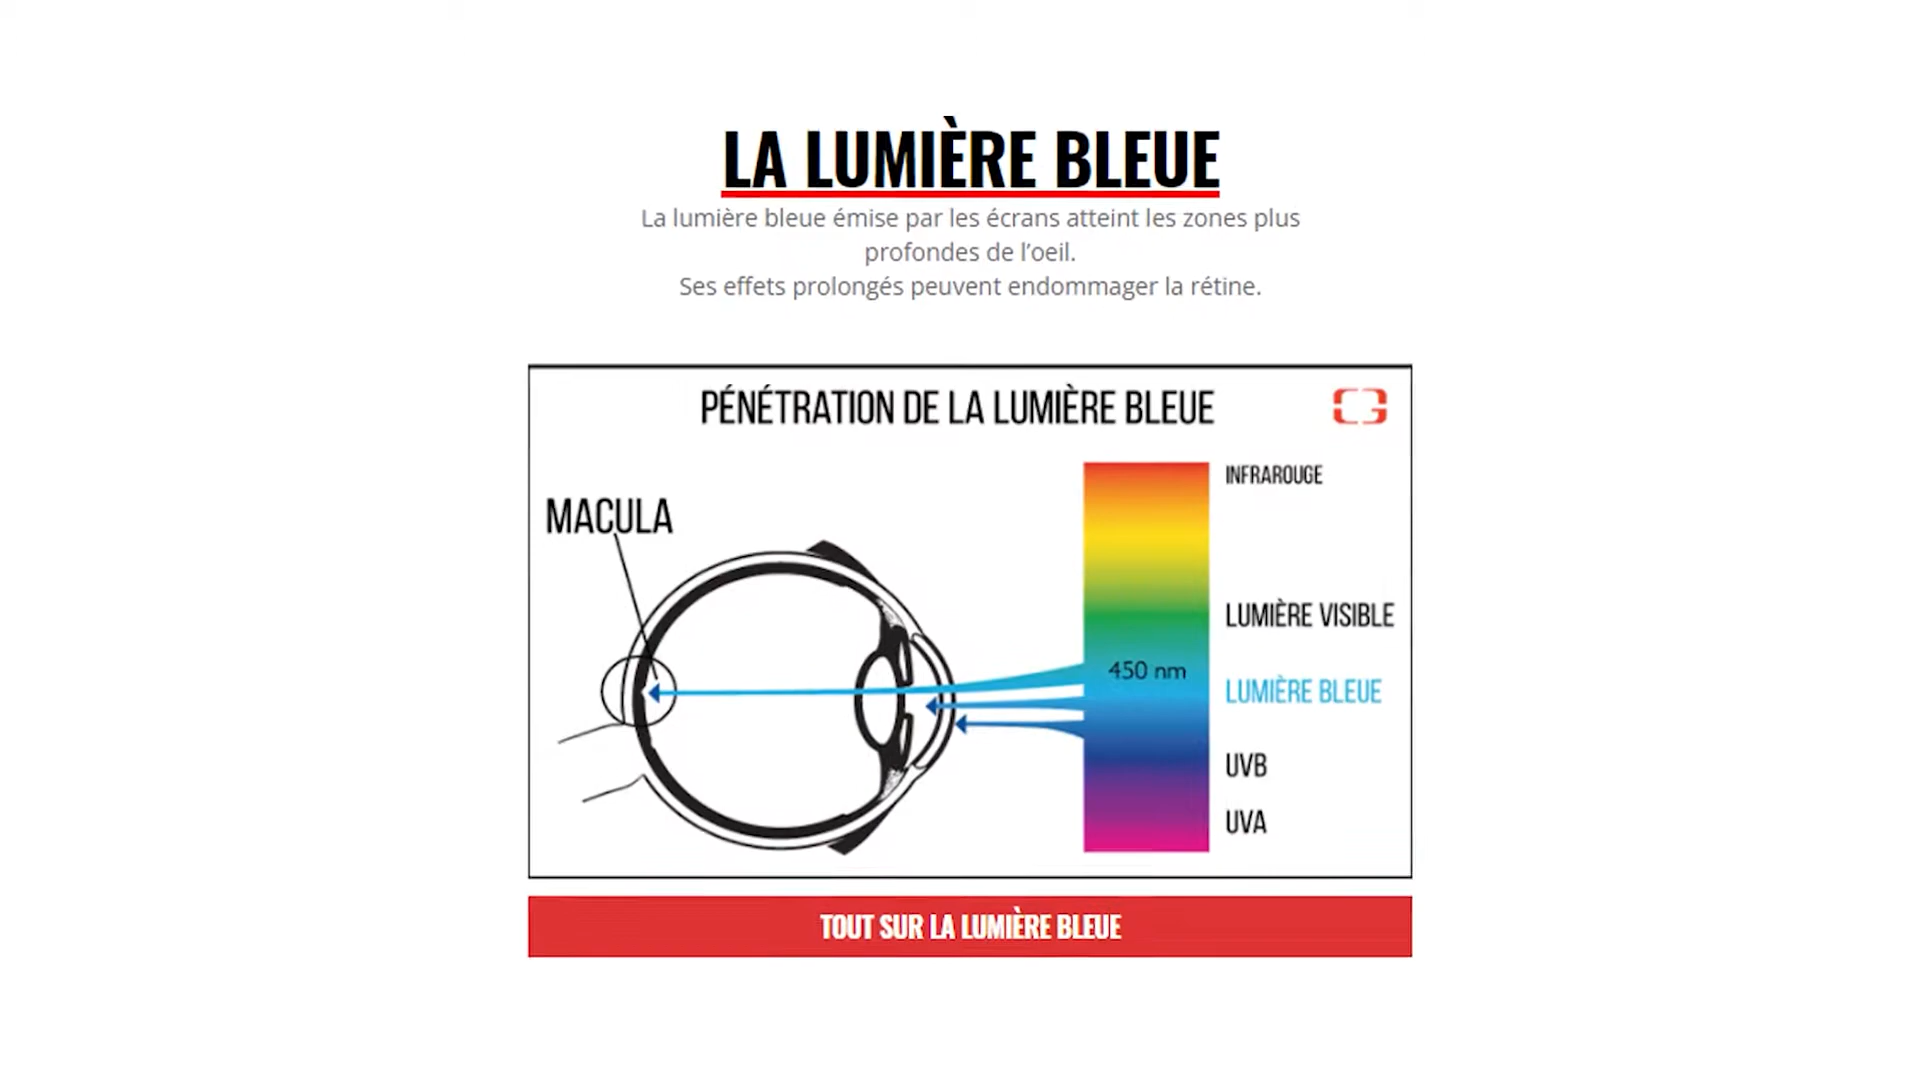 LA LUMIÈRE BLEUE
La lumière bleue émise par les écrans atteint les zones plus
profondes de l'oeil.
Ses effets prolongés peuvent endommager la rétine.
PÉNÉTRATION DE LA LUMIÈRE BLEUE
INFRAROUGE
MACULA
LUMIÈRE VISIBLE
450 nm
LUMIÈRE BLEUE
UVB
UVA
TOUT SUR LA LUMIÈRE BLEUE